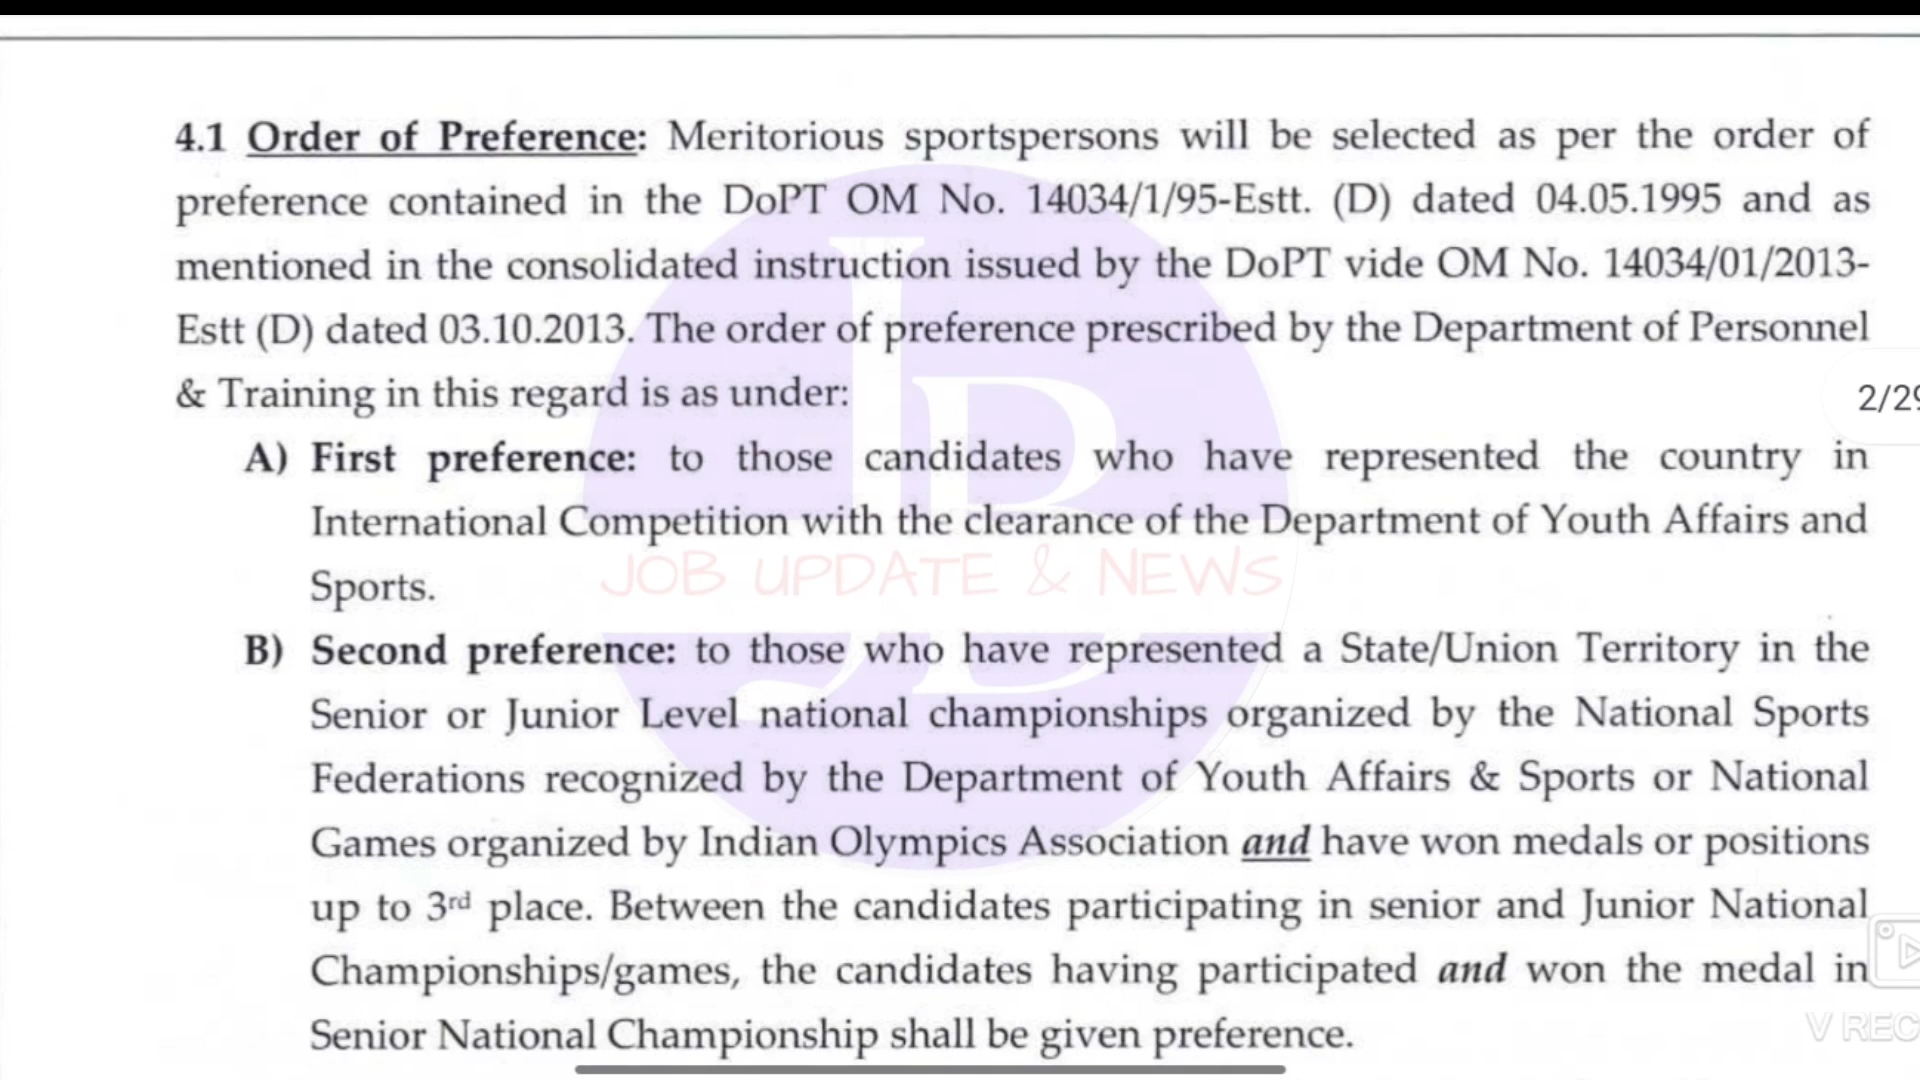 4.1 Order of Preference: Meritorious sportspersons will be selected as per the order of
preference contained in the DoPT OM No. 14034/1/95-Estt. (D) dated 04.05.1995 and as
mentioned in the consolidated instruction issued by the DoPT vide OM No. 14034/01/2013-
Estt (D) dated 03.10.2013. The order of preference prescribed by the Department of Personnel
& Training in this regard is as under:
2/29
A) First preference: to those candidates who have represented the country in
International Competition with the clearance of the Department of Youth Affairs and
Sports.
JOB UPDATE & NEWS
B) Second preference: to those who have represented a State/Union Territory in the
Senior or Junior Level national championships organized by the National Sports
Federations recognized by the Department of Youth Affairs & Sports or National
Games organized by Indian Olympics Association and have won medals or positions
up to 3rd place. Between the candidates participating in senior and Junior National
Championships/games, the candidates having participated and won the medal in
Senior National Championship shall be given preference.
V REC